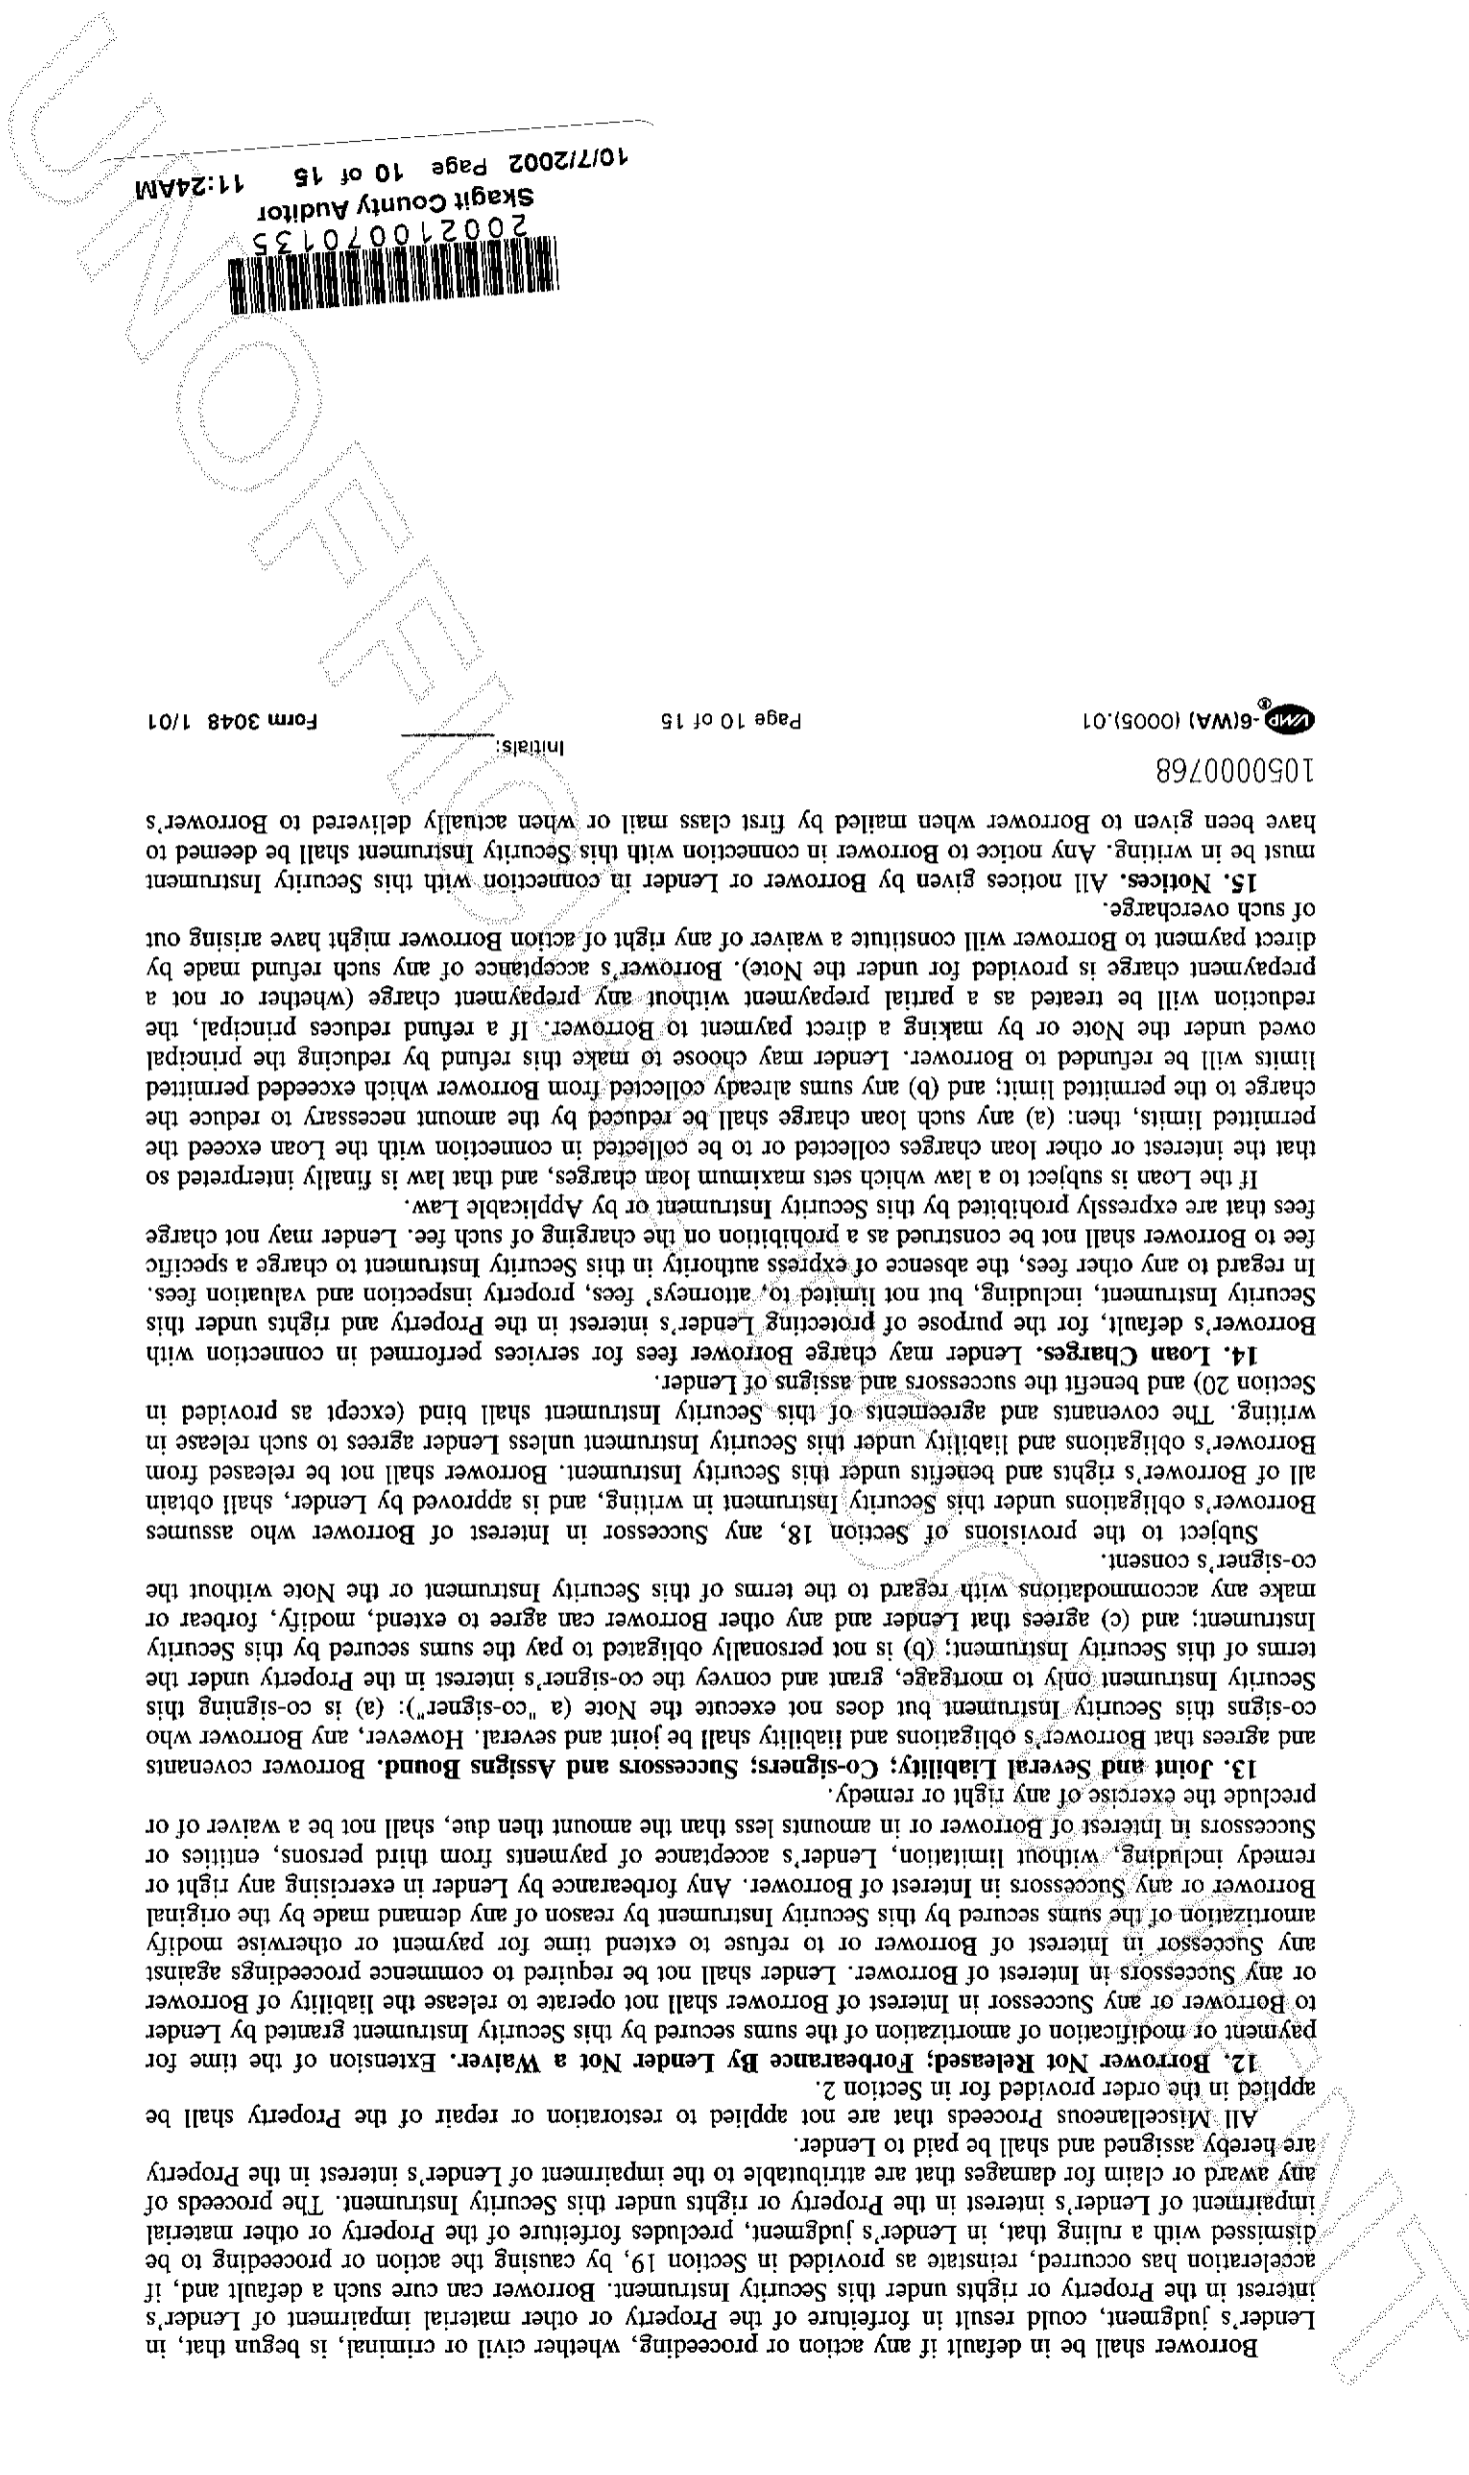 Borrower shall be in default if any action or proceeding, whether civil or criminal, is begun that, in
Lender's judgment, could result in forfeiture of the Property or other material impairment of Lender's
interest in the Property or rights under this Security Instrument. Borrower can cure such a default and, if
acceleration has occurred, reinstate as provided in Section 19, by causing the action or proceeding to be
dismissed with a ruling that, in Lender's judgment, precludes forfeiture of the Property or other material
impairment of Lender's interest in the Property or rights under this Security Instrument. The proceeds of
any award or claim for damages that are attributable to the impairment of Lender's interest in the Property
are hereby assigned and shall be paid to Lender.
All Miscellaneous Proceeds that are not applied to restoration or repair of the Property shall be
applied in the order provided for in Section 2.
12. Borrower Not Released; Forbearance By Lender Not a Waiver. Extension of the time for
payment or modification of amortization of the sums secured by this Security Instrument granted by Lender
to Borrower or any Successor in Interest of Borrower shall not operate to release the liability of Borrower
or any Successors in Interest of Borrower. Lender shall not be required to commence proceedings against
any Successor in Interest of Borrower or to refuse to extend time for payment or otherwise modify
amortization of the sums secured by this Security Instrument by reason of any demand made by the original
Borrower or any Successors in Interest of Borrower. Any forbearance by Lender in exercising any right or
remedy including, without limitation, Lender's acceptance of payments from third persons, entities or
Successors in Interest of Borrower or in amounts less than the amount then due, shall not be a waiver of or
preclude the exercise of any right or remedy.
13. Joint and Several Liability; Co-signers; Successors and Assigns Bound. Borrower covenants
and agrees that Borrower's obligations and liability shall be joint and several. However, any Borrower who
co-signs this Security Instrument but does not execute the Note (a "co-signer"): (a) is co-signing this
Security Instrument only to mortgage, grant and convey the co-signer's interest in the Property under the
terms of this Security Instrument; (b) is not personally obligated to pay the sums secured by this Security
Instrument; and (c) agrees that Lender and any other Borrower can agree to extend, modify, forbear or
make any accommodations with regard to the terms of this Security Instrument or the Note without the
co-signer's consent.
Subject to the provisions of Section 18, any Successor in Interest of Borrower who assumes
Borrower's obligations under this Security Instrument in writing, and is approved by Lender, shall obtain
all of Borrower's rights and benefits under this Security Instrument. Borrower shall not be released from
Borrower's obligations and liability under this Security Instrument unless Lender agrees to such release in
writing. The covenants and agreements of this Security Instrument shall bind (except as provided in
Section 20) and benefit the successors and assigns of Lender.
14. Loan Charges. Lender may charge Borrower fees for services performed in connection with
Borrower's default, for the purpose of protecting Lender's interest in the Property and rights under this
Security Instrument, including, but not limited to, attorneys' fees, property inspection and valuation fees.
In regard to any other fees, the absence of express authority in this Security Instrument to charge a specific
fee to Borrower shall not be construed as a prohibition on the charging of such fee. Lender may not charge
fees that are expressly prohibited by this Security Instrument or by Applicable Law.
If the Loan is subject to a law which sets maximum loan charges, and that law is finally interpreted so
that the interest or other loan charges collected or to be collected in connection with the Loan exceed the
permitted limits, then: (a) any such loan charge shall be reduced by the amount necessary to reduce the
charge to the permitted limit; and (b) any sums already collected from Borrower which exceeded permitted
limits will be refunded to Borrower. Lender may choose to make this refund by reducing the principal
owed under the Note or by making a direct payment to Borrower. If a refund reduces principal, the
reduction will be treated as a partial prepayment without any prepayment charge (whether or not a
prepayment charge is provided for under the Note). Borrower's acceptance of any such refund made by
direct payment to Borrower will constitute a waiver of any right of action Borrower might have arising out
of such overcharge.
15. Notices. All notices given by Borrower or Lender in connection with this Security Instrument
must be in writing. Any notice to Borrower in connection with this Security Instrument shall be deemed to
have been given to Borrower when mailed by first class mail or when actually delivered to Borrower's
1050000768
Initials:
VMP®-6(WA) (0005).01 Page 10 of 15 Form 3048 1/01
200210070135
Skagit County Auditor
10/7/2002 Page 10 of 15 11:24AM
UNOFFICIAL DOCUMENT